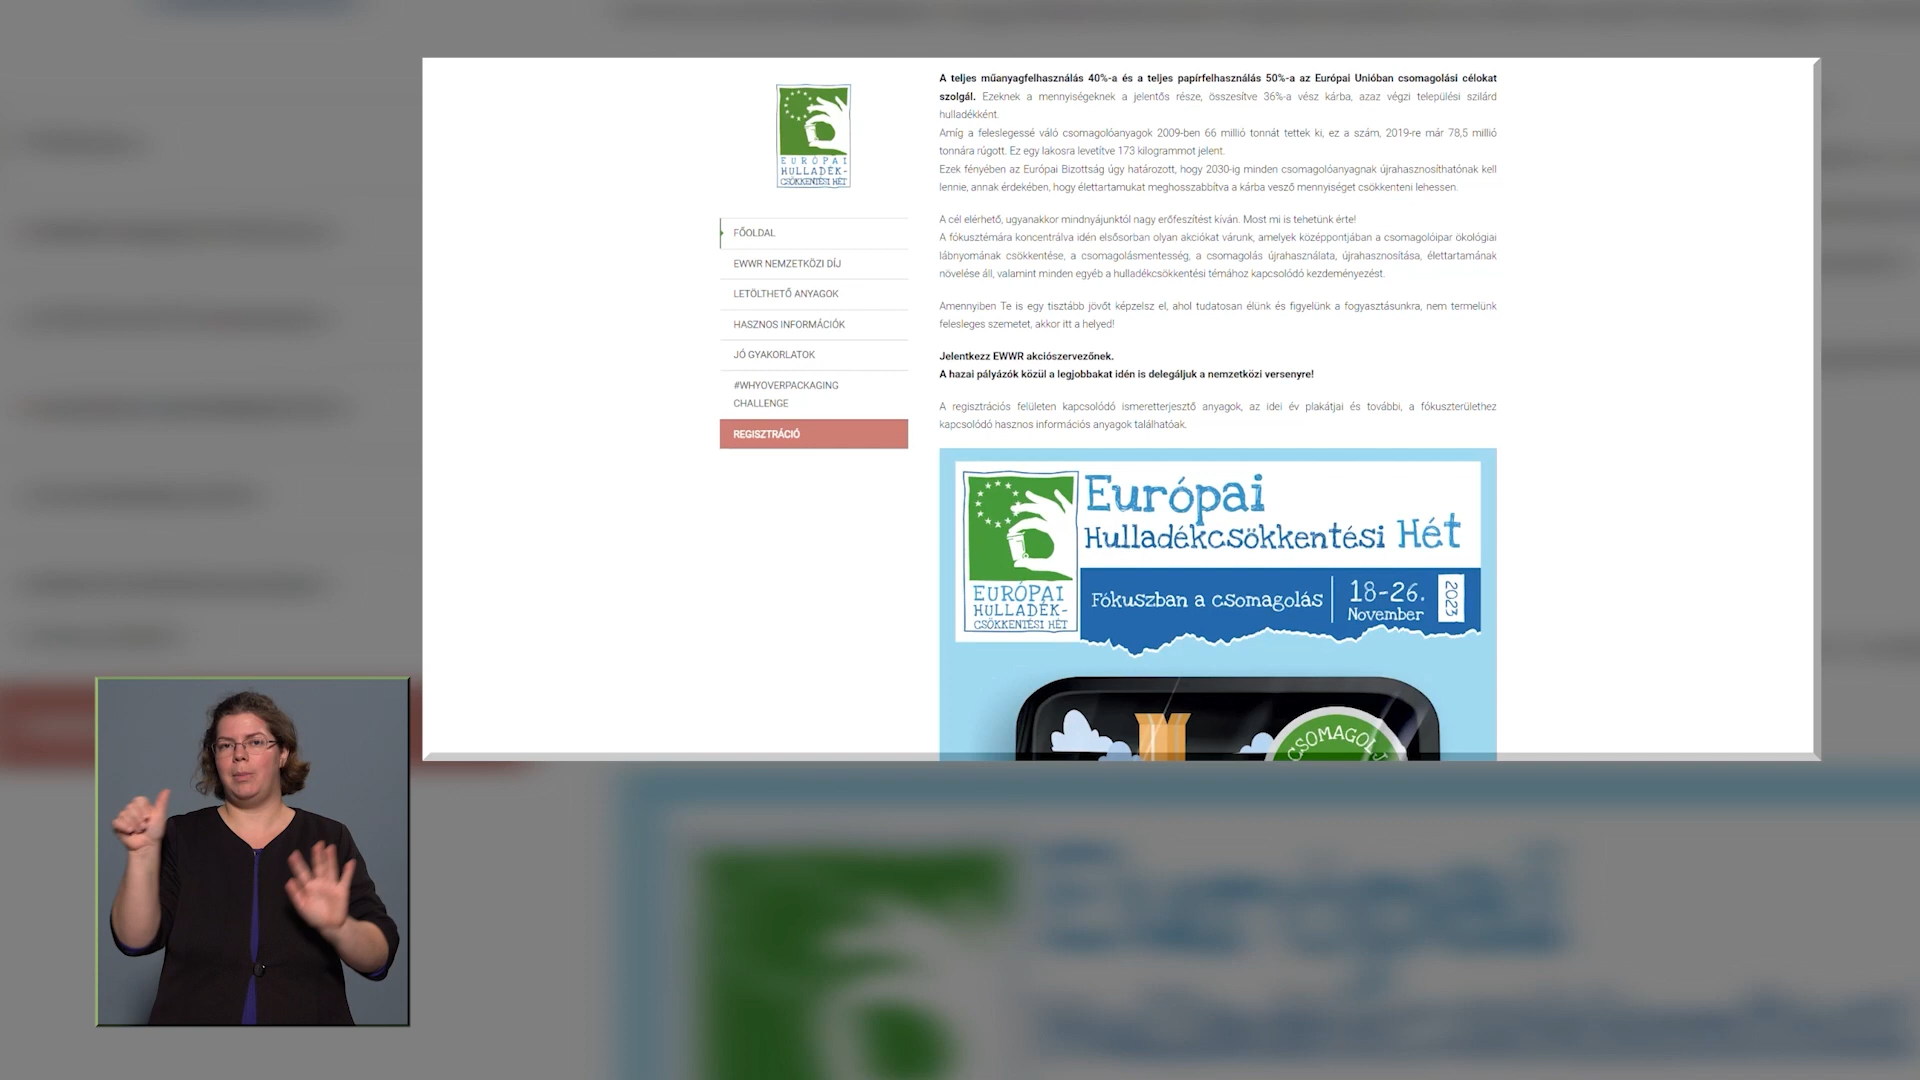 EURÓPAI
HULLADÉK-
CSÖKKENTÉSI HÉT
FŐOLDAL
EWWR NEMZETKÖZI DÍJ
LETÖLTHETŐ ANYAGOK
HASZNOS INFORMÁCIÓK
JÓ GYAKORLATOK
#WHYOVERPACKAGING
CHALLENGE
REGISZTRÁCIÓ
A teljes műanyagfelhasználás 40%-a és a teljes papírfelhasználás 50%-a az Európai Unióban csomagolási célokat
szolgál. Ezeknek a mennyiségeknek a jelentős része, összesítve 36%-a vész kárba, azaz végzi települési szilárd
hulladékként.
Amíg a feleslegessé váló csomagolóanyagok 2009-ben 66 millió tonnát tettek ki, ez a szám, 2019-re már 78,5 millió
tonnára rúgott. Ez egy lakosra levetítve 173 kilogrammot jelent.
Ezek fényében az Európai Bizottság úgy határozott, hogy 2030-ig minden csomagolóanyagnak újrahasznosíthatónak kell
lennie, annak érdekében, hogy élettartamukat meghosszabbítva a kárba vesző mennyiséget csökkenteni lehessen.
A cél elérhető, ugyanakkor mindnyájunktól nagy erőfeszítést kíván. Most mi is tehetünk érte!
A fókusztémára koncentrálva idén elsősorban olyan akciókat várunk, amelyek középpontjában a csomagolóipar ökológiai
lábnyomának csökkentése, a csomagolásmentesség, a csomagolás újrahasználata, újrahasznosítása, élettartamának
növelése áll, valamint minden egyéb a hulladékcsökkentési témához kapcsolódó kezdeményezést.
Amennyiben Te is egy tisztább jövőt képzelsz el, ahol tudatosan élünk és figyelünk a fogyasztásunkra, nem termelünk
felesleges szemetet, akkor itt a helyed!
Jelentkezz EWWR akciószervezőnek.
A hazai pályázók közül a legjobbakat idén is delegáljuk a nemzetközi versenyre!
A regisztrációs felületen kapcsolódó ismeretterjesztő anyagok, az idei év plakátjai és további, a fókuszterülethez
kapcsolódó hasznos információs anyagok találhatóak.
Európai
Hulladékcsökkentési Hét
EURÓPAI
HULLADÉK-
CSÖKKENTÉSI HÉT
Fókuszban a csomagolás
18-26.
November
2023
CSOMAGOLJ
Európai